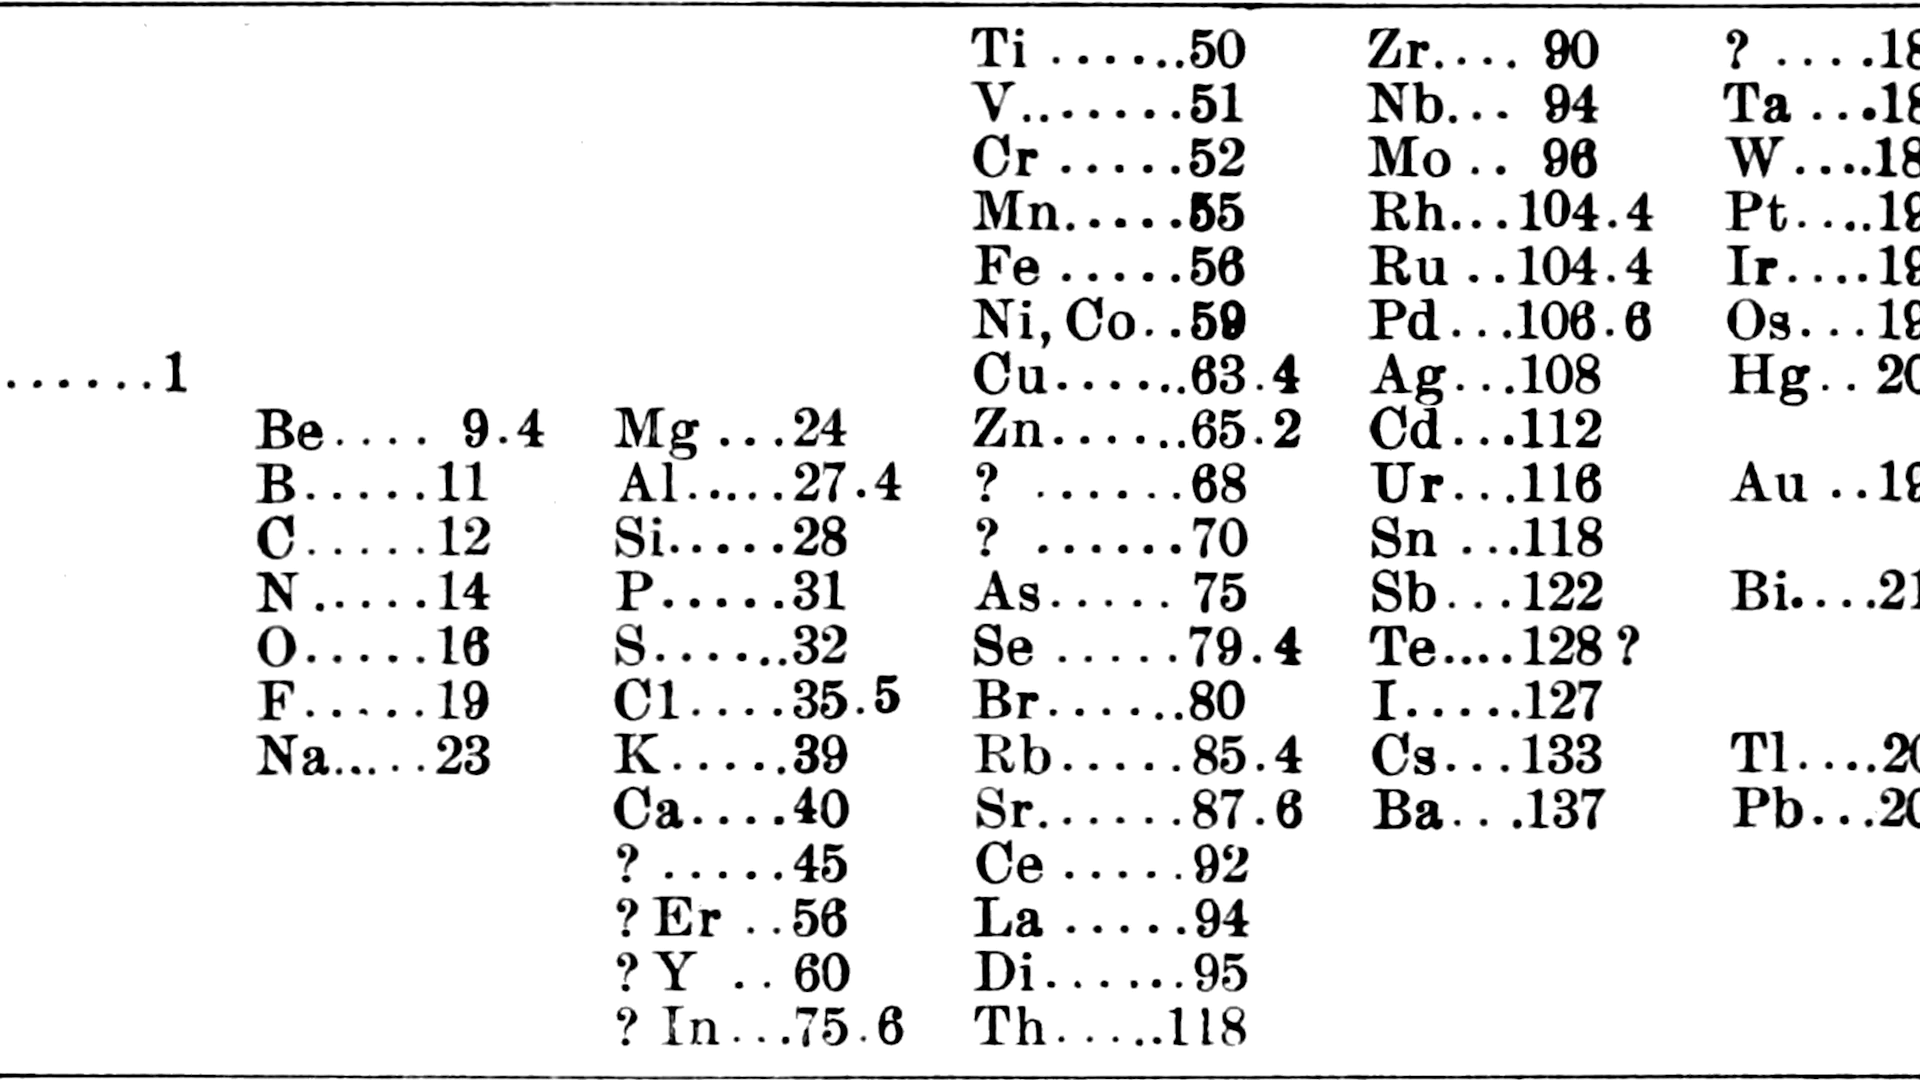 Ti ......50 Zr.... 90 ? ....18
V.......51 Nb... 94 Ta ...18
Cr .....52 Mo .. 96 W....18
Mn.....55 Rh...104.4 Pt....19
Fe .....56 Ru ..104.4 Ir....19
Ni, Co..59 Pd...106.6 Os...19
......1 Cu......63.4 Ag...108 Hg.. 20
Be.... 9.4 Mg ...24 Zn......65.2 Cd...112
B.....11 Al.....27.4 ? ......68 Ur...116 Au ..19
C.....12 Si.....28 ? ......70 Sn ...118
N.....14 P.....31 As..... 75 Sb...122 Bi....21
O.....16 S......32 Se .....79.4 Te....128?
F.....19 Cl....35.5 Br......80 I.....127
Na.....23 K.....39 Rb.....85.4 Cs...133 Tl....20
Ca....40 Sr......87.6 Ba...137 Pb...20
? .....45 Ce .....92
? Er ..56 La .....94
? Y .. 60 Di......95
? In...75.6 Th.....118